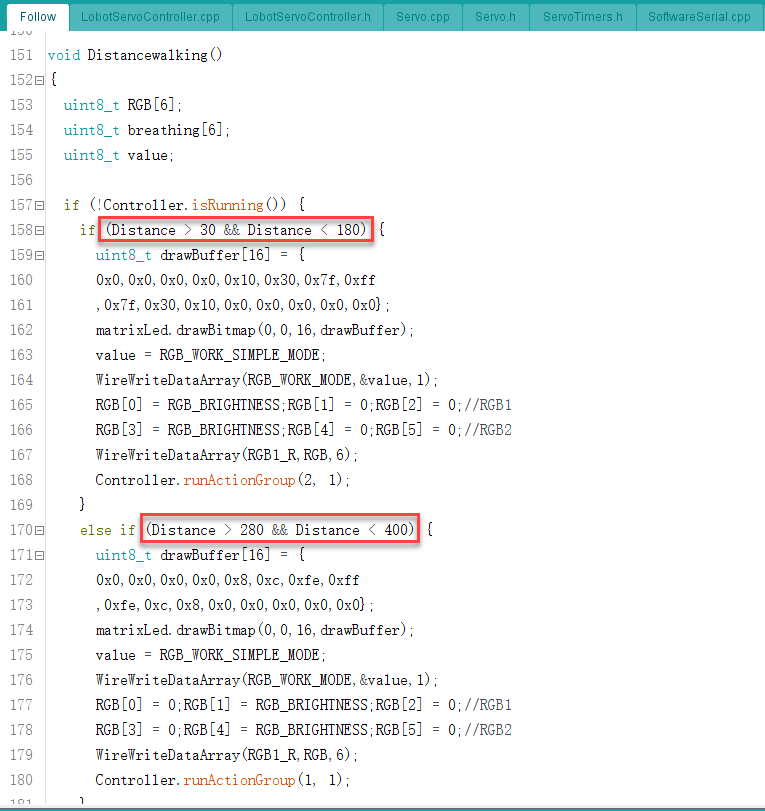 Follow LobotServoController.cpp LobotServoController.h Servo.cpp Servo.h ServoTimers.h SoftwareSerial.cpp
150
151 void Distancewalking()
152 {
153 uint8_t RGB[6];
154 uint8_t breathing[6];
155 uint8_t value;
156
157 if (!Controller.isRunning()) {
158 if (Distance > 30 && Distance < 180) {
159 uint8_t drawBuffer[16] = {
160 0x0,0x0,0x0,0x0,0x10,0x30,0x7f,0xff
161 ,0x7f,0x30,0x10,0x0,0x0,0x0,0x0,0x0};
162 matrixLed.drawBitmap(0,0,16,drawBuffer);
163 value = RGB_WORK_SIMPLE_MODE;
164 WireWriteDataArray(RGB_WORK_MODE,&value,1);
165 RGB[0] = RGB_BRIGHTNESS;RGB[1] = 0;RGB[2] = 0;//RGB1
166 RGB[3] = RGB_BRIGHTNESS;RGB[4] = 0;RGB[5] = 0;//RGB2
167 WireWriteDataArray(RGB1_R,RGB,6);
168 Controller.runActionGroup(2, 1);
169 }
170 else if (Distance > 280 && Distance < 400) {
171 uint8_t drawBuffer[16] = {
172 0x0,0x0,0x0,0x0,0x8,0xc,0xfe,0xff
173 ,0xfe,0xc,0x8,0x0,0x0,0x0,0x0,0x0};
174 matrixLed.drawBitmap(0,0,16,drawBuffer);
175 value = RGB_WORK_SIMPLE_MODE;
176 WireWriteDataArray(RGB_WORK_MODE,&value,1);
177 RGB[0] = 0;RGB[1] = RGB_BRIGHTNESS;RGB[2] = 0;//RGB1
178 RGB[3] = 0;RGB[4] = RGB_BRIGHTNESS;RGB[5] = 0;//RGB2
179 WireWriteDataArray(RGB1_R,RGB,6);
180 Controller.runActionGroup(1, 1);
181 }